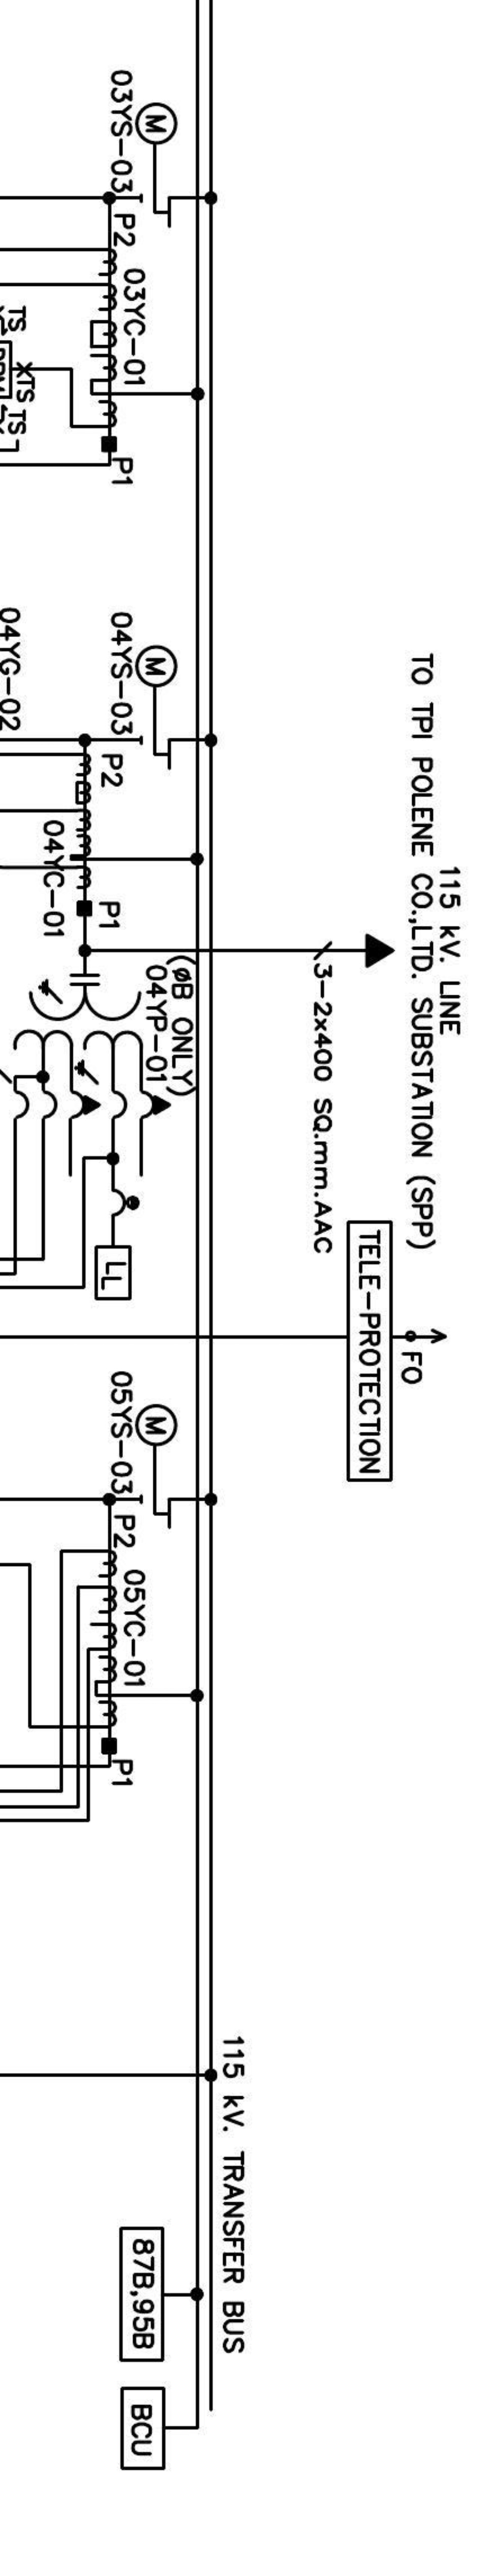 115 kV. LINE
TO TPI POLENE CO.,LTD. SUBSTATION (SPP)
TELE-PROTECTION
FO
3-2x400 SQ.mm.AAC
115 kV. TRANSFER BUS
M
03YS-03
P2
03YC-01
P1
TS
TS
TS
M
04YS-03
P2
04YC-01
P1
04YG-02
(øB ONLY)
04YP-01
LL
M
05YS-03
P2
05YC-01
P1
87B,95B
BCU